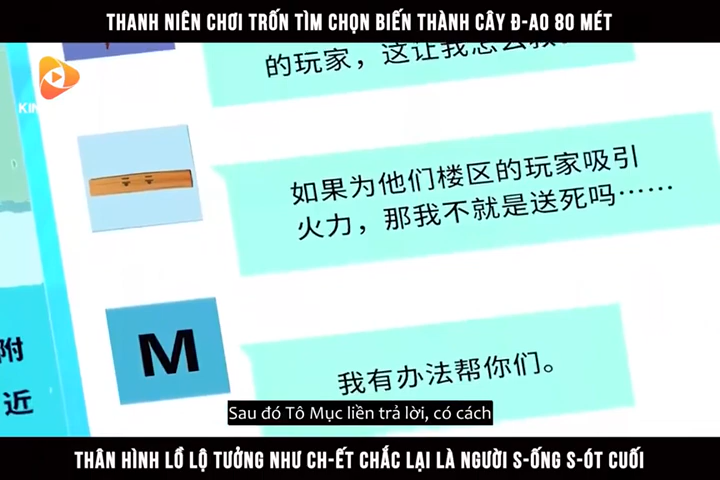 THANH NIÊN CHƠI TRỐN TÌM CHỌN BIẾN THÀNH CÂY Đ-AO 80 MÉT
的玩家，这让我怎么
如果为他们楼区的玩家吸引
火力，那我不就是送死吗……
M
我有办法帮你们。
附
近
Sau đó Tô Mục liền trả lời, có cách
THÂN HÌNH LỒ LỘ TƯỞNG NHƯ CH-ẾT CHẮC LẠI LÀ NGƯỜI S-ỐNG S-ÓT CUỐI